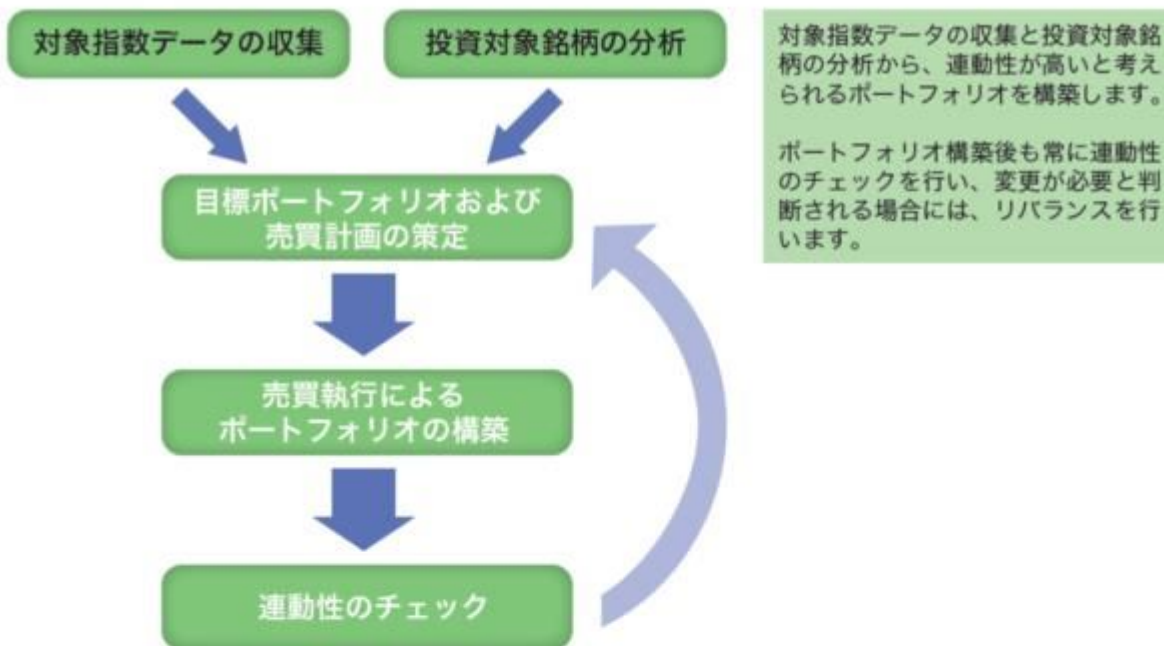 対象指数データの収集
投資対象銘柄の分析
対象指数データの収集と投資対象銘
柄の分析から、連動性が高いと考え
られるポートフォリオを構築します。
ポートフォリオ構築後も常に連動性
のチェックを行い、変更が必要と判
断される場合には、リバランスを行
います。
目標ポートフォリオおよび
売買計画の策定
売買執行による
ポートフォリオの構築
連動性のチェック